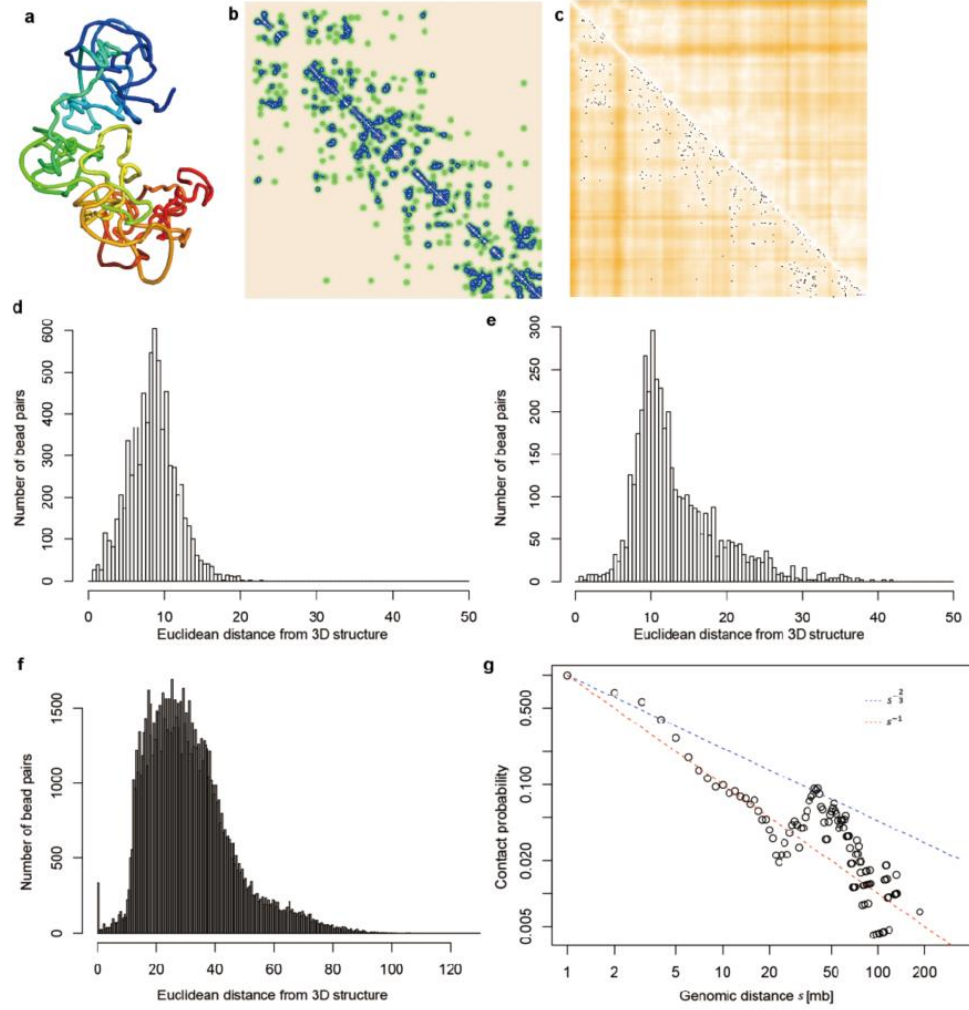 a
b
c
d
Number of bead pairs
600
500
400
300
200
100
0
0 10 20 30 40 50
Euclidean distance from 3D structure
e
Number of bead pairs
300
250
200
150
100
50
0
0 10 20 30 40 50
Euclidean distance from 3D structure
f
Number of bead pairs
1500
1000
500
0
0 20 40 60 80 100 120
Euclidean distance from 3D structure
g
Contact probability
0.500
0.100
0.020
0.005
s^-2/3
s^-1
1 2 5 10 20 50 100 200
Genomic distance s [mb]